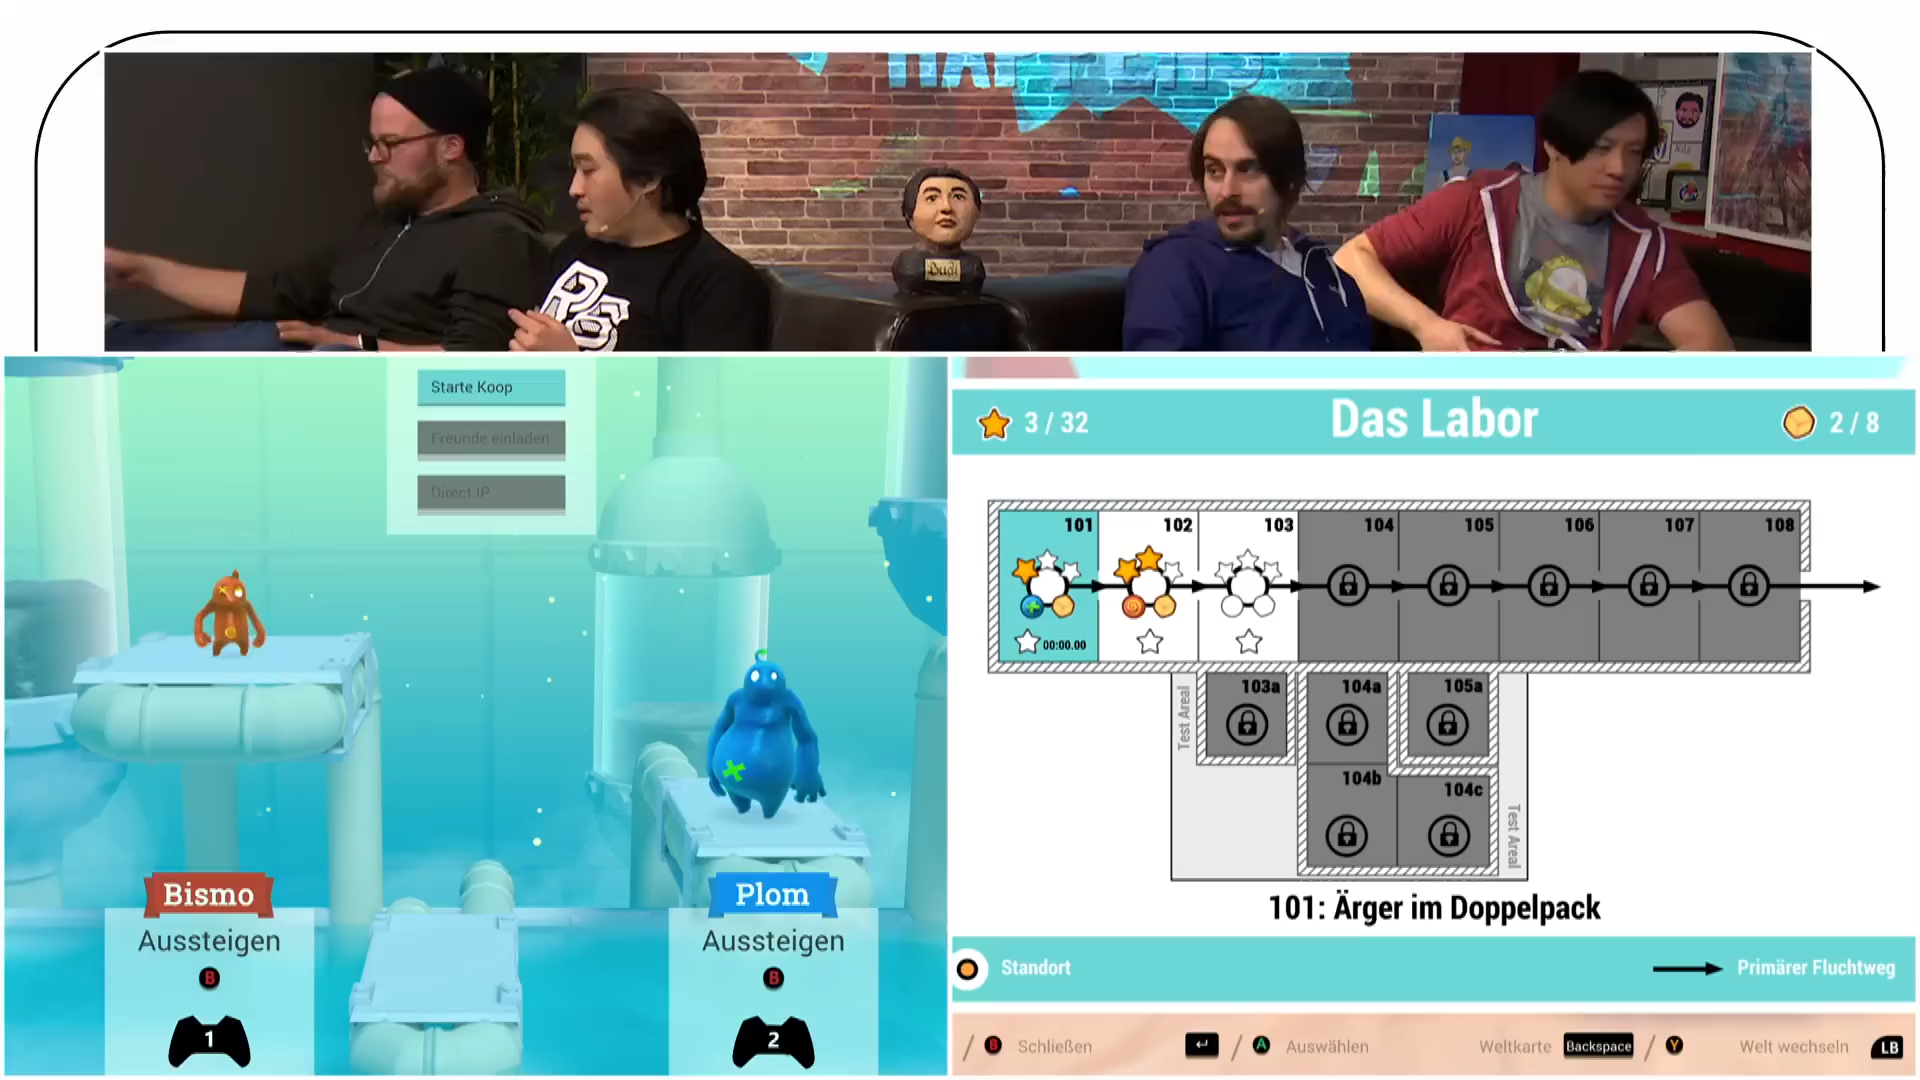 HAPPENS
Budi
Starte Koop
Freunde einladen
Direct IP
Bismo
Aussteigen
B
1
Plom
Aussteigen
B
2
3 / 32
Das Labor
2 / 8
101
102
103
104
105
106
107
108
00:00.00
103a
104a
105a
104b
104c
Test Areal
Test Areal
101: Ärger im Doppelpack
Standort
Primärer Fluchtweg
/ B Schließen
/ A Auswählen
Weltkarte Backspace / Y
Welt wechseln LB